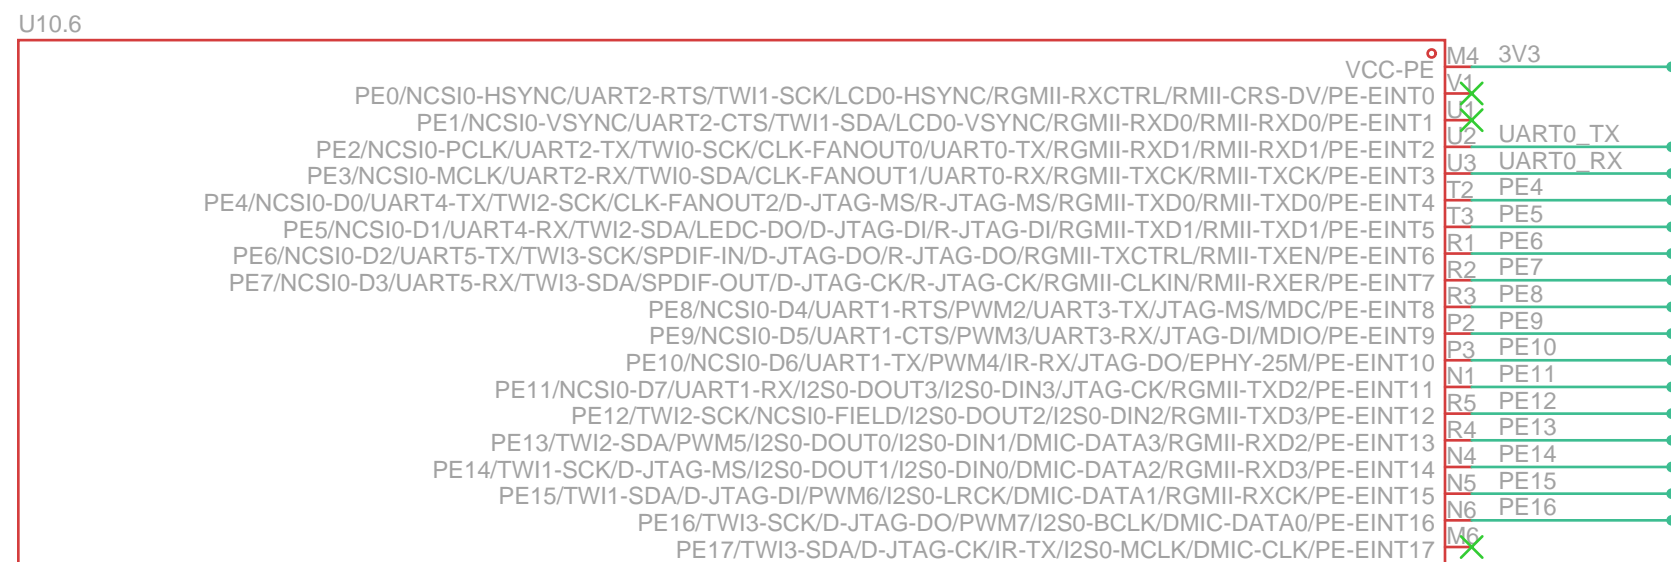 U10.6
VCC-PE M4 3V3
PE0/NCSI0-HSYNC/UART2-RTS/TWI1-SCK/LCD0-HSYNC/RGMII-RXCTRL/RMII-CRS-DV/PE-EINT0 V1
PE1/NCSI0-VSYNC/UART2-CTS/TWI1-SDA/LCD0-VSYNC/RGMII-RXD0/RMII-RXD0/PE-EINT1 U1
PE2/NCSI0-PCLK/UART2-TX/TWI0-SCK/CLK-FANOUT0/UART0-TX/RGMII-RXD1/RMII-RXD1/PE-EINT2 U2 UART0_TX
PE3/NCSI0-MCLK/UART2-RX/TWI0-SDA/CLK-FANOUT1/UART0-RX/RGMII-TXCK/RMII-TXCK/PE-EINT3 U3 UART0_RX
PE4/NCSI0-D0/UART4-TX/TWI2-SCK/CLK-FANOUT2/D-JTAG-MS/R-JTAG-MS/RGMII-TXD0/RMII-TXD0/PE-EINT4 T2 PE4
PE5/NCSI0-D1/UART4-RX/TWI2-SDA/LEDC-DO/D-JTAG-DI/R-JTAG-DI/RGMII-TXD1/RMII-TXD1/PE-EINT5 T3 PE5
PE6/NCSI0-D2/UART5-TX/TWI3-SCK/SPDIF-IN/D-JTAG-DO/R-JTAG-DO/RGMII-TXCTRL/RMII-TXEN/PE-EINT6 R1 PE6
PE7/NCSI0-D3/UART5-RX/TWI3-SDA/SPDIF-OUT/D-JTAG-CK/R-JTAG-CK/RGMII-CLKIN/RMII-RXER/PE-EINT7 R2 PE7
PE8/NCSI0-D4/UART1-RTS/PWM2/UART3-TX/JTAG-MS/MDC/PE-EINT8 R3 PE8
PE9/NCSI0-D5/UART1-CTS/PWM3/UART3-RX/JTAG-DI/MDIO/PE-EINT9 P2 PE9
PE10/NCSI0-D6/UART1-TX/PWM4/IR-RX/JTAG-DO/EPHY-25M/PE-EINT10 P3 PE10
PE11/NCSI0-D7/UART1-RX/I2S0-DOUT3/I2S0-DIN3/JTAG-CK/RGMII-TXD2/PE-EINT11 N1 PE11
PE12/TWI2-SCK/NCSI0-FIELD/I2S0-DOUT2/I2S0-DIN2/RGMII-TXD3/PE-EINT12 R5 PE12
PE13/TWI2-SDA/PWM5/I2S0-DOUT0/I2S0-DIN1/DMIC-DATA3/RGMII-RXD2/PE-EINT13 R4 PE13
PE14/TWI1-SCK/D-JTAG-MS/I2S0-DOUT1/I2S0-DIN0/DMIC-DATA2/RGMII-RXD3/PE-EINT14 N4 PE14
PE15/TWI1-SDA/D-JTAG-DI/PWM6/I2S0-LRCK/DMIC-DATA1/RGMII-RXCK/PE-EINT15 N5 PE15
PE16/TWI3-SCK/D-JTAG-DO/PWM7/I2S0-BCLK/DMIC-DATA0/PE-EINT16 N6 PE16
PE17/TWI3-SDA/D-JTAG-CK/IR-TX/I2S0-MCLK/DMIC-CLK/PE-EINT17 M6